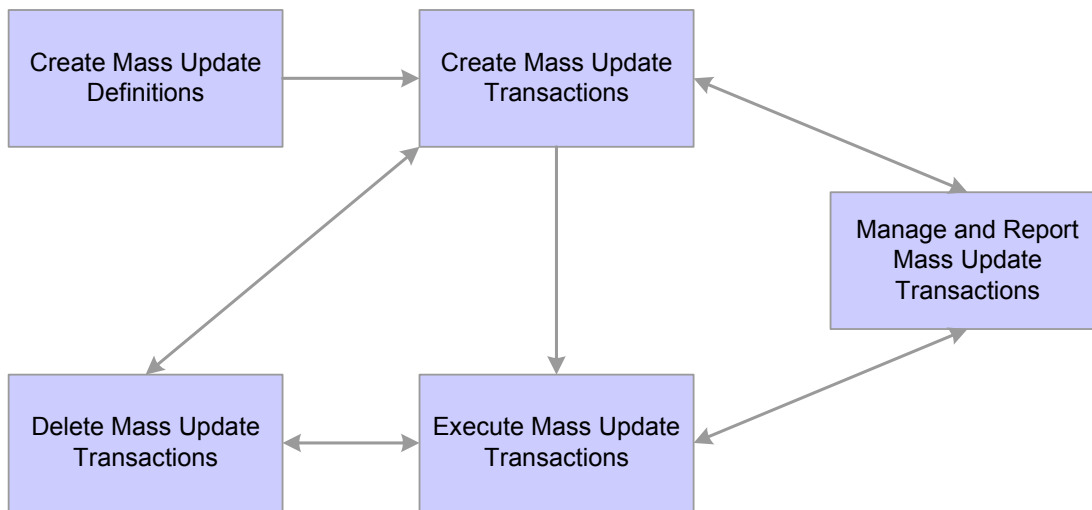 Create Mass Update
Definitions
Create Mass Update
Transactions
Manage and Report
Mass Update
Transactions
Delete Mass Update
Transactions
Execute Mass Update
Transactions